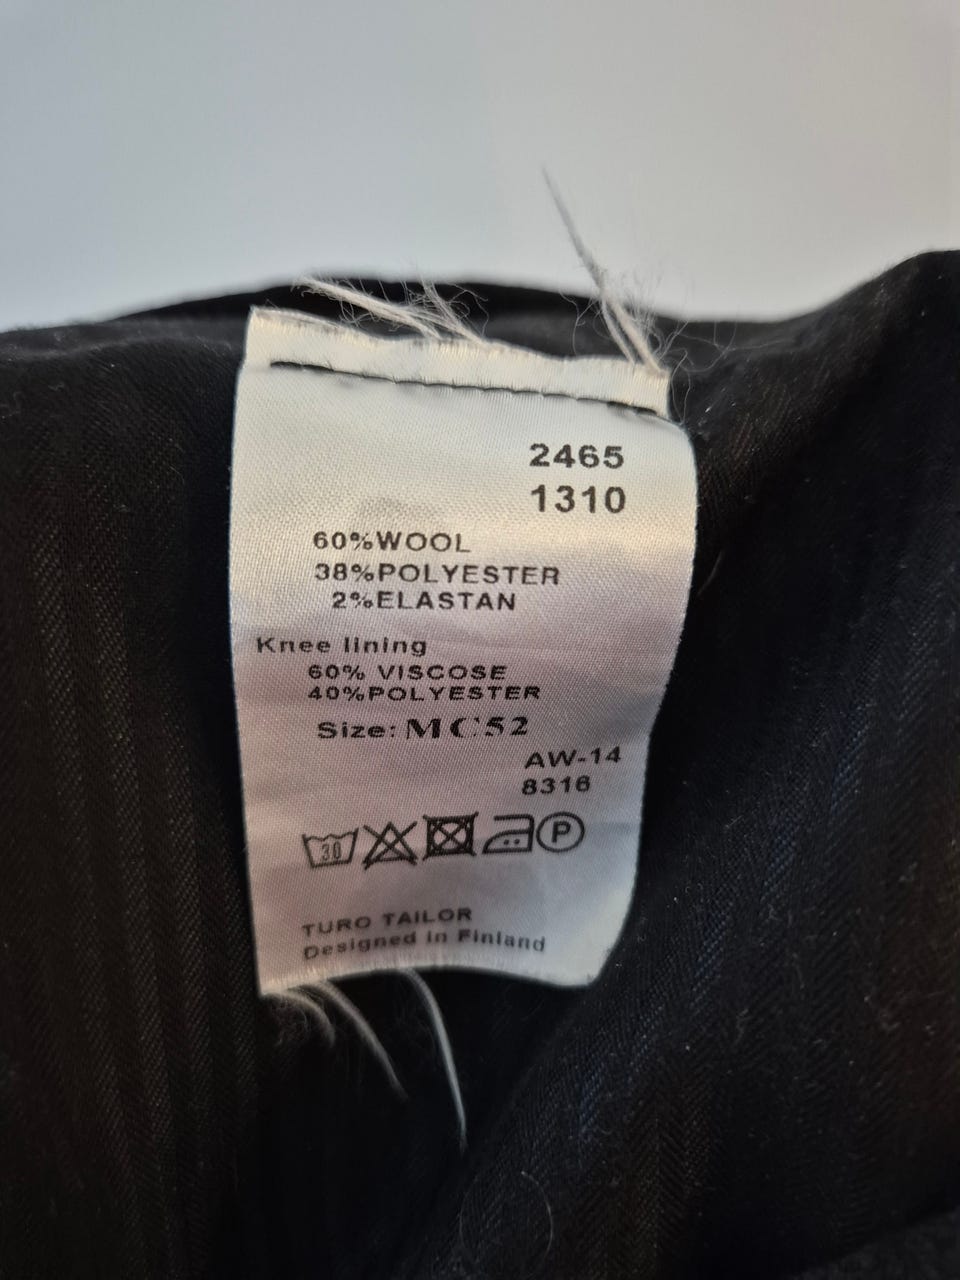 2465
1310
60%WOOL
38%POLYESTER
2%ELASTAN
Knee lining
60% VISCOSE
40%POLYESTER
Size: MC52
AW-14
8316
30 P
TURO TAILOR
Designed in Finland